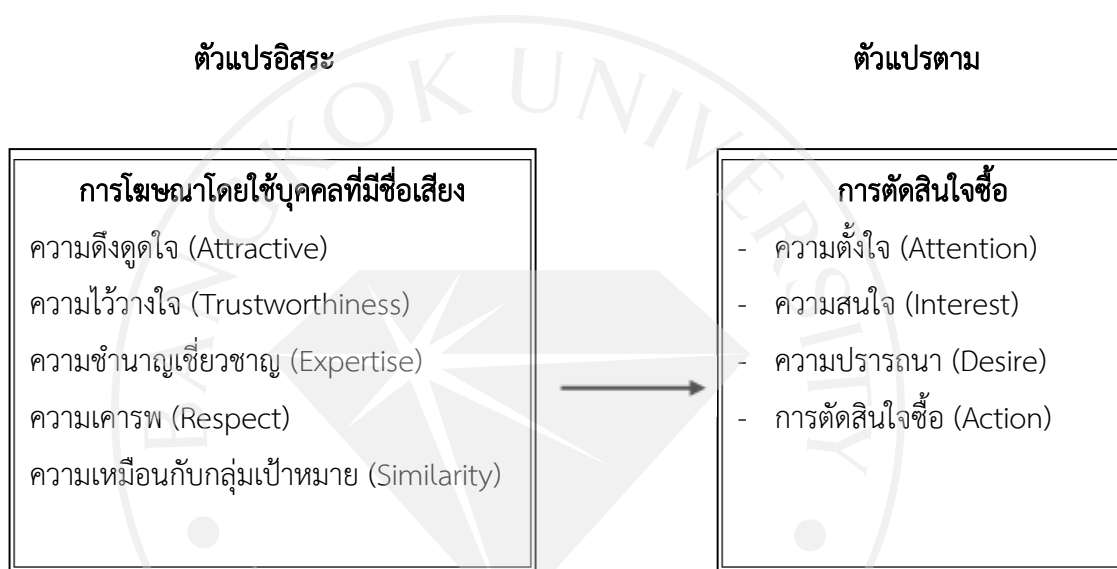 ตัวแปรอิสระ
ตัวแปรตาม
การโฆษณาโดยใช้บุคคลที่มีชื่อเสียง
ความดึงดูดใจ (Attractive)
ความไว้วางใจ (Trustworthiness)
ความชำนาญเชี่ยวชาญ (Expertise)
ความเคารพ (Respect)
ความเหมือนกับกลุ่มเป้าหมาย (Similarity)
การตัดสินใจซื้อ
- ความตั้งใจ (Attention)
- ความสนใจ (Interest)
- ความปรารถนา (Desire)
- การตัดสินใจซื้อ (Action)
BANGKOK UNIVERSITY